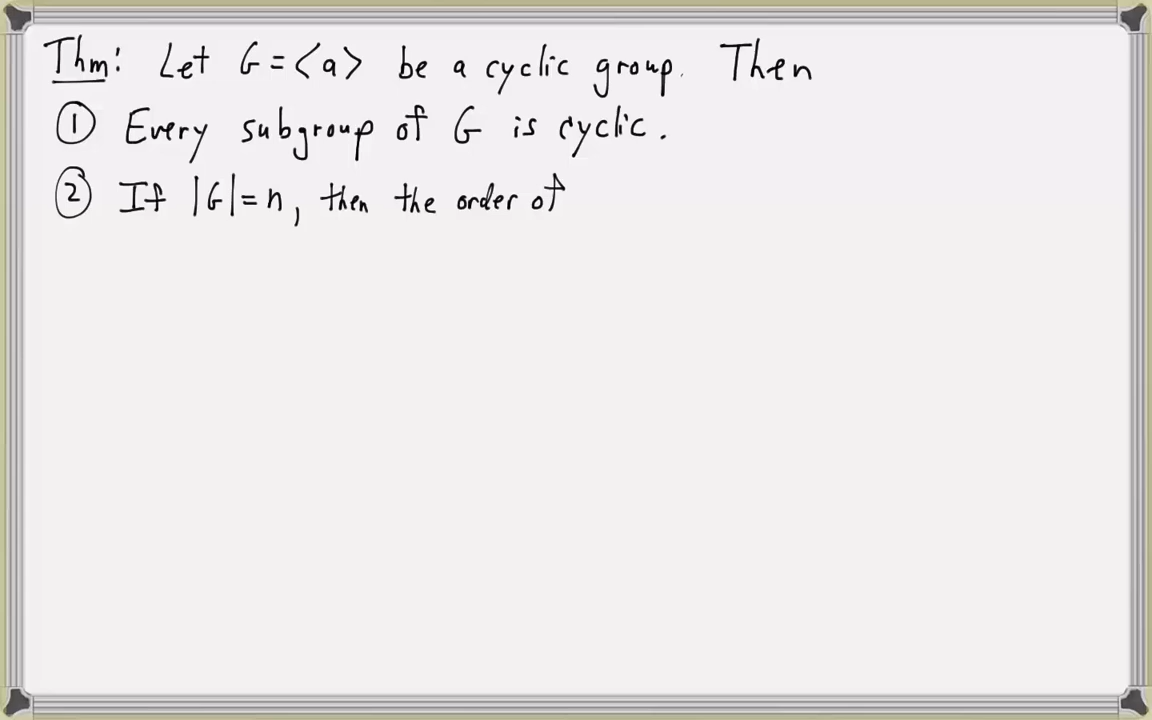 Thm: Let G = <a> be a cyclic group. Then
① Every subgroup of G is cyclic.
② If |G| = n, then the order of